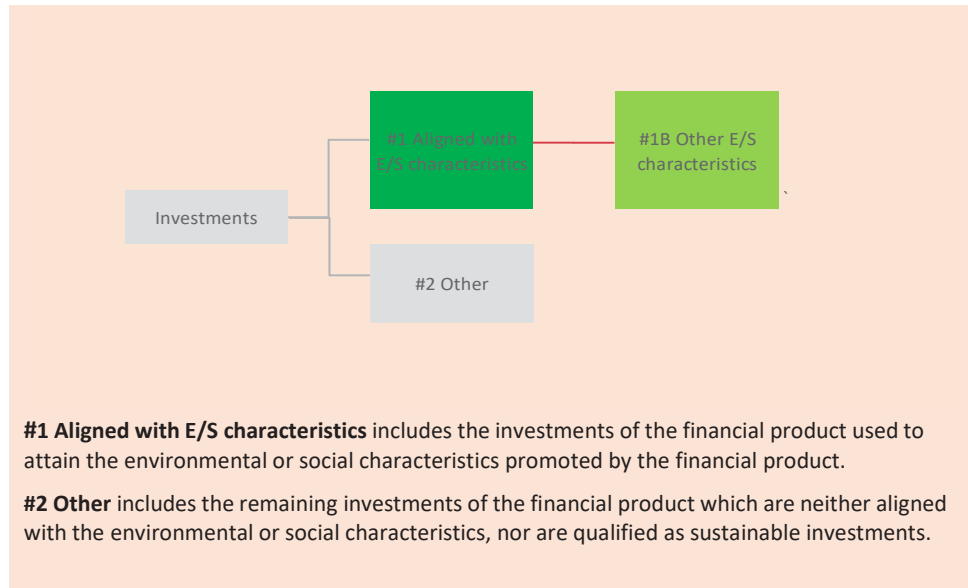 #1 Aligned with
E/S characteristics
#1B Other E/S
characteristics
`
Investments
#2 Other
#1 Aligned with E/S characteristics includes the investments of the financial product used to
attain the environmental or social characteristics promoted by the financial product.
#2 Other includes the remaining investments of the financial product which are neither aligned
with the environmental or social characteristics, nor are qualified as sustainable investments.